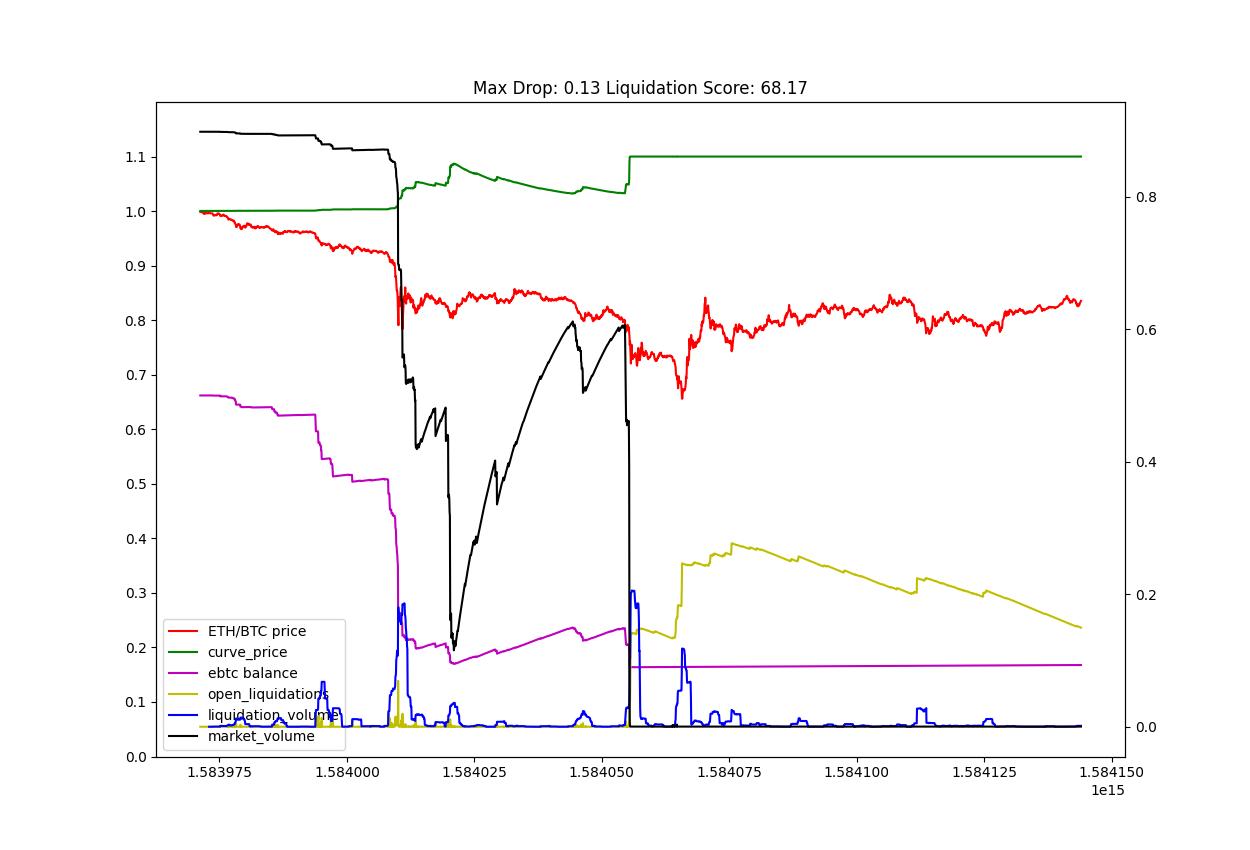 Max Drop: 0.13 Liquidation Score: 68.17
1.1
1.0
0.9
0.8
0.7
0.6
0.5
0.4
0.3
0.2
0.1
0.0
0.8
0.6
0.4
0.2
0.0
ETH/BTC price
curve_price
ebtc balance
open_liquidations
liquidation_volume
market_volume
1.583975 1.584000 1.584025 1.584050 1.584075 1.584100 1.584125 1.584150
1e15